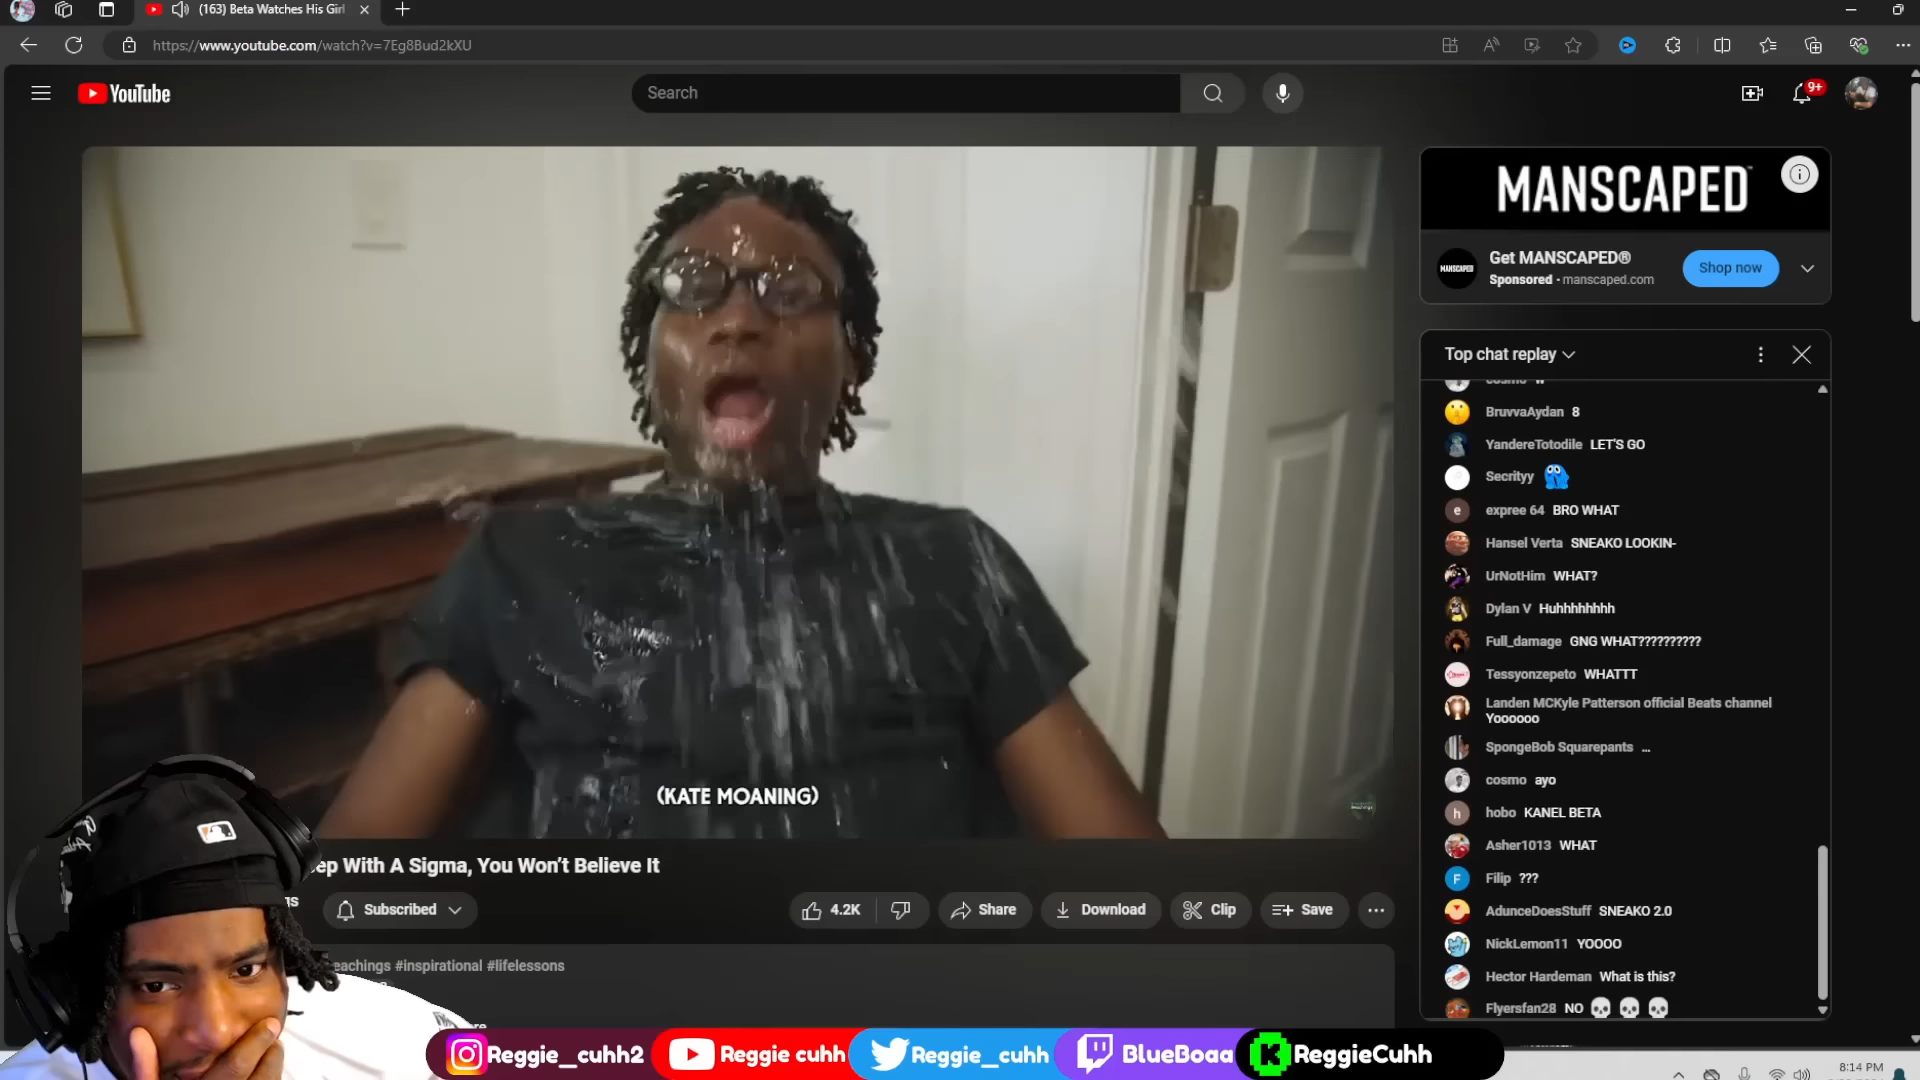 (163) Beta Watches His Girl
https://www.youtube.com/watch?v=7Eg8Bud2kXU
YouTube
Search
9+
MANSCAPED
MANSCAPED
Get MANSCAPED®
Sponsored · manscaped.com
Shop now
Top chat replay
cosmo w
BruvvaAydan 8
YandereTotodile LET'S GO
Secrityy
e expree 64 BRO WHAT
Hansel Verta SNEAKO LOOKIN-
UrNotHim WHAT?
Dylan V Huhhhhhhhh
Full_damage GNG WHAT??????????
Tessyonzepeto WHATTT
Landen MCKyle Patterson official Beats channel
Yoooooo
SpongeBob Squarepants ...
cosmo ayo
h hobo KANEL BETA
Asher1013 WHAT
F Filip ???
AdunceDoesStuff SNEAKO 2.0
NickLemon11 YOOOO
Hector Hardeman What is this?
Flyersfan28 NO
(KATE MOANING)
ep With A Sigma, You Won't Believe It
gs
Subscribed
4.2K
Share
Download
Clip
Save
eachings #inspirational #lifelessons
Reggie_cuhh2
Reggie cuhh
Reggie_cuhh
BlueBoaa
K ReggieCuhh
8:14 PM